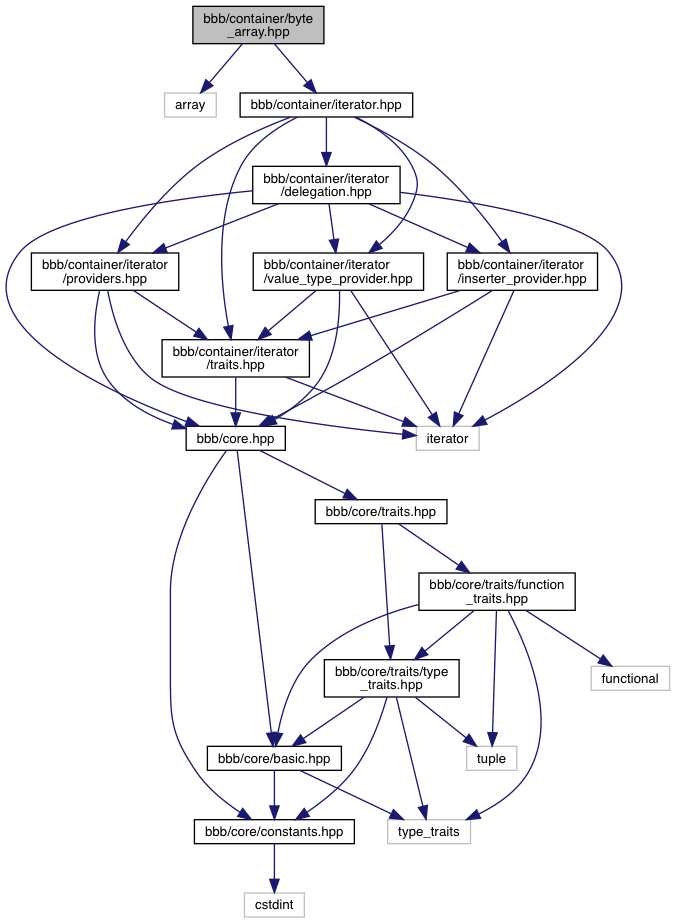 bbb/container/byte
_array.hpp
array
bbb/container/iterator.hpp
bbb/container/iterator
/delegation.hpp
bbb/container/iterator
/providers.hpp
bbb/container/iterator
/value_type_provider.hpp
bbb/container/iterator
/inserter_provider.hpp
bbb/container/iterator
/traits.hpp
bbb/core.hpp
iterator
bbb/core/traits.hpp
bbb/core/traits/function
_traits.hpp
bbb/core/traits/type
_traits.hpp
functional
bbb/core/basic.hpp
tuple
bbb/core/constants.hpp
type_traits
cstdint